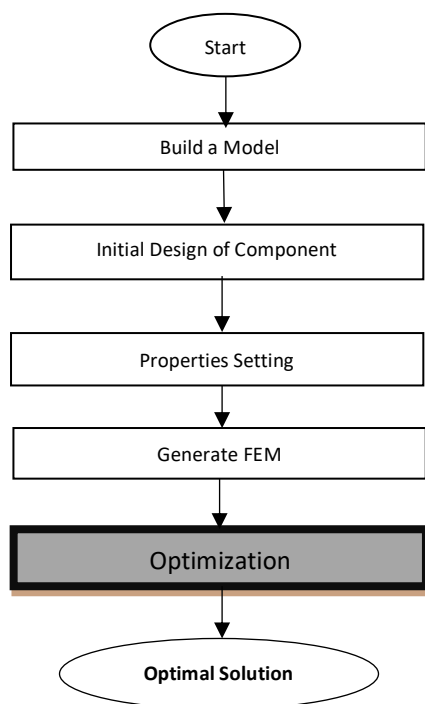 Start
Build a Model
Initial Design of Component
Properties Setting
Generate FEM
Optimization
Optimal Solution